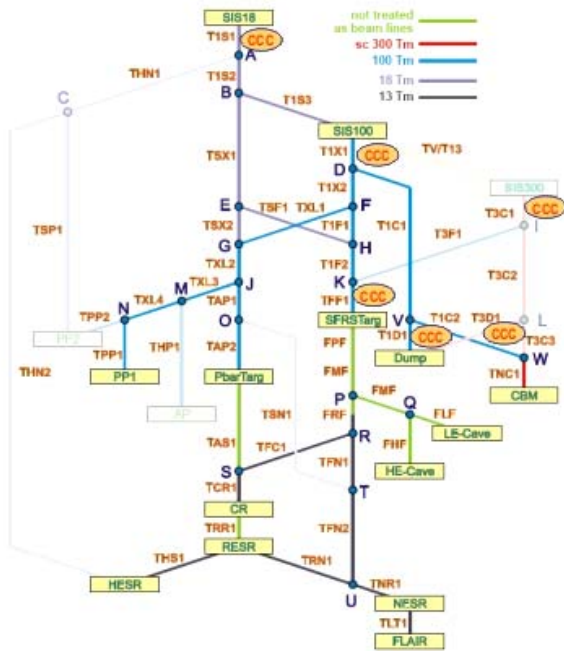 SIS18
not treated
as beam lines
sc 300 Tm
100 Tm
18 Tm
13 Tm
T1S1
CCC
A
THN1
T1S2
C
B
T1S3
SIS100
T1X1
CCC
TV/T13
D
TSX1
T1X2
SIS300
CCC
T3C1
E
TSF1
TXL1
F
T1C1
I
TSP1
TSX2
T1F1
T3F1
G
H
TXL2
T1F2
T3C2
TXL3
J
K
M
TXL4
TAP1
TFF1
CCC
N
TPP2
O
SFRSTarg
V
T1C2
T3D1
L
PP2
THP1
T1D1
CCC
CCC
T3C3
TPP1
TAP2
FPF
Dump
W
THN2
PP1
PbarTarg
FMF
TNC1
CBM
AP
TSN1
P
FMF
Q
FLF
FRF
TAS1
TFC1
R
FHF
LE-Cave
S
TFN1
HE-Cave
TCR1
T
CR
TRR1
TFN2
RESR
THS1
TRN1
HESR
TNR1
U
NESR
TLT1
FLAIR